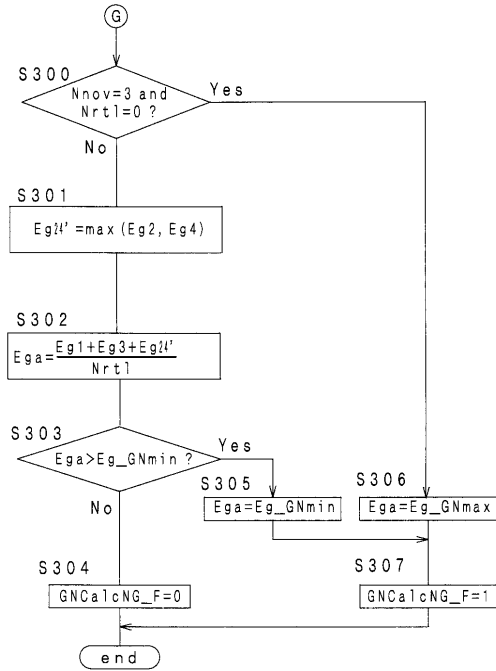 G
S300
Nnov=3 and
Nrtl=0 ?
Yes
No
S301
Eg24'=max(Eg2, Eg4)
S302
Ega=Eg1+Eg3+Eg24'
Nrtl
S303
Ega>Eg_GNmin ?
Yes
No
S305
Ega=Eg_GNmin
S306
Ega=Eg_GNmax
S304
GNCalcNG_F=0
S307
GNCalcNG_F=1
end